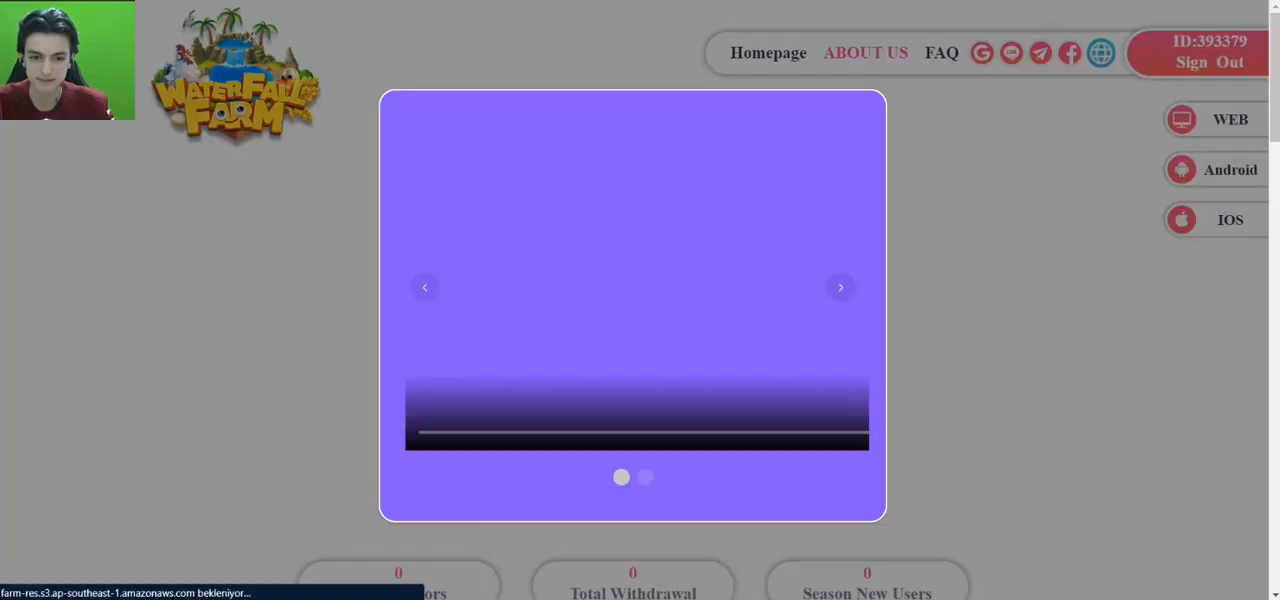 WATERFALL
FARM
Homepage ABOUT US FAQ
ID:393379
Sign Out
WEB
Android
IOS
0
ors
0
Total Withdrawal
0
Season New Users
farm-res.s3.ap-southeast-1.amazonaws.com bekleniyor...